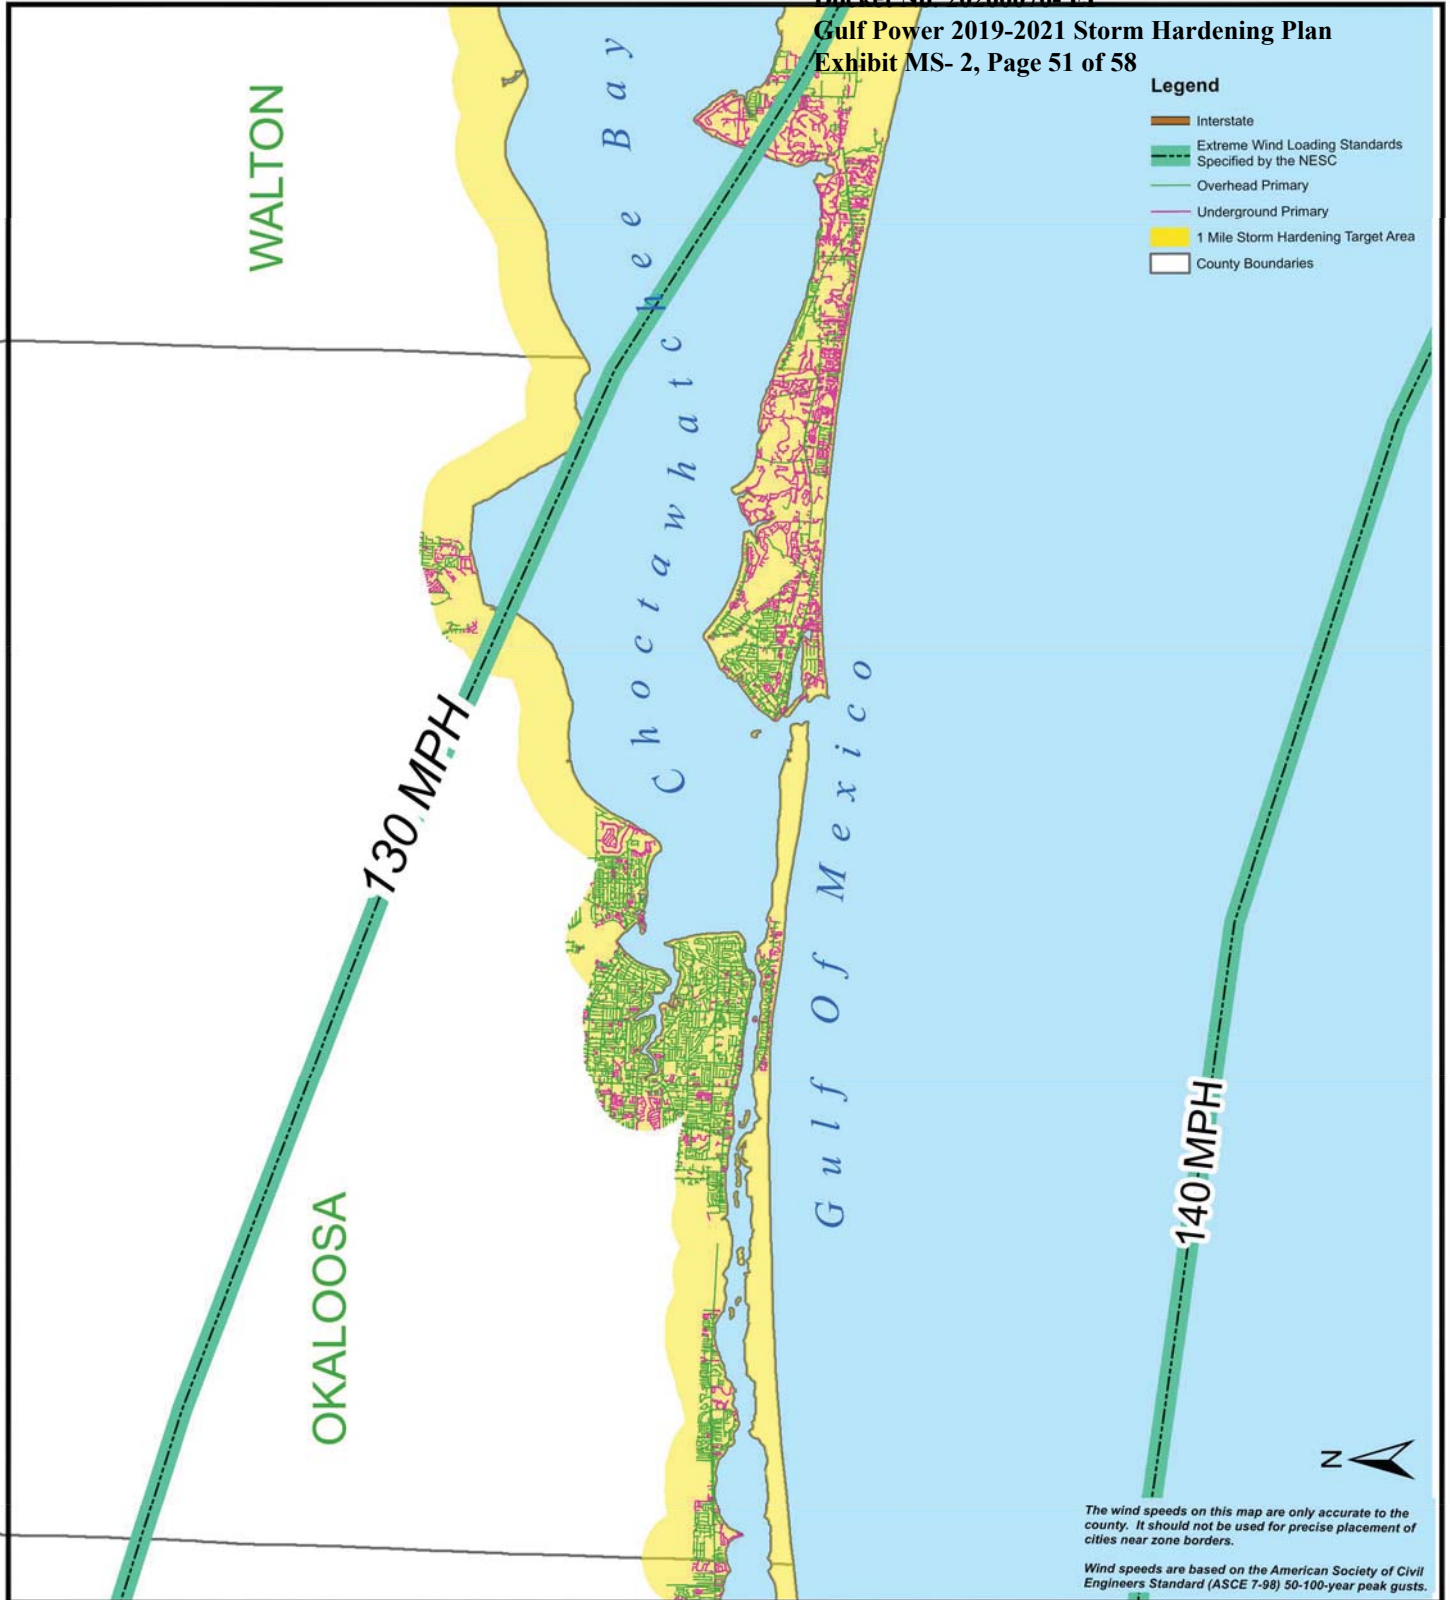 Gulf Power 2019-2021 Storm Hardening Plan
Exhibit MS- 2, Page 51 of 58
Legend
Interstate
Extreme Wind Loading Standards
Specified by the NESC
Overhead Primary
Underground Primary
1 Mile Storm Hardening Target Area
County Boundaries
WALTON
Choctawhatchee Bay
130 MPH
Gulf Of Mexico
140 MPH
OKALOOSA
N
The wind speeds on this map are only accurate to the
county. It should not be used for precise placement of
cities near zone borders.
Wind speeds are based on the American Society of Civil
Engineers Standard (ASCE 7-98) 50-100-year peak gusts.